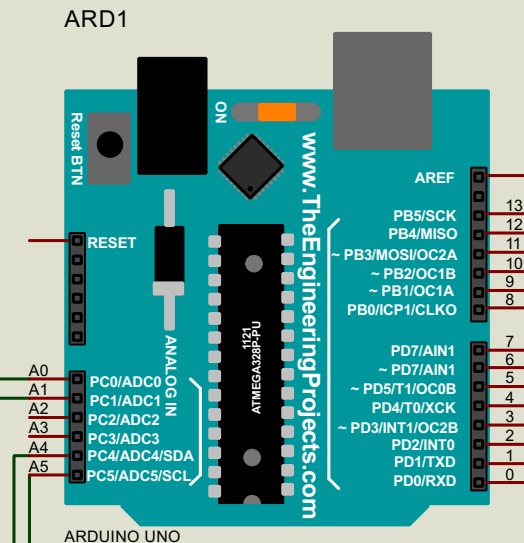 ARD1
Reset BTN
ON
www.TheEngineeringProjects.com
1121
ATMEGA328P-PU
ANALOG IN
RESET
A0 PC0/ADC0
A1 PC1/ADC1
A2 PC2/ADC2
A3 PC3/ADC3
A4 PC4/ADC4/SDA
A5 PC5/ADC5/SCL
AREF
PB5/SCK 13
PB4/MISO 12
~ PB3/MOSI/OC2A 11
~ PB2/OC1B 10
~ PB1/OC1A 9
PB0/ICP1/CLKO 8
PD7/AIN1 7
~ PD7/AIN1 6
~ PD5/T1/OC0B 5
PD4/T0/XCK 4
~ PD3/INT1/OC2B 3
PD2/INT0 2
PD1/TXD 1
PD0/RXD 0
ARDUINO UNO